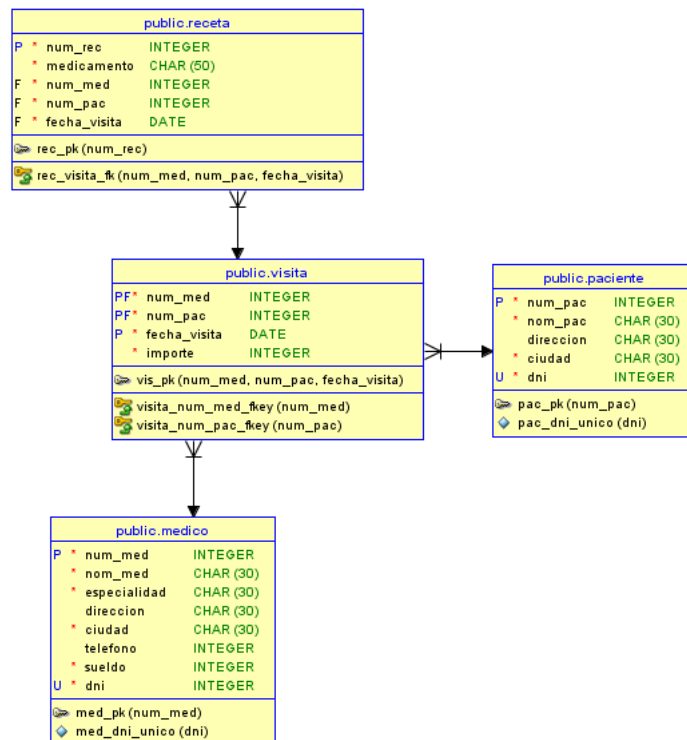 public.receta
P * num_rec INTEGER
* medicamento CHAR (50)
F * num_med INTEGER
F * num_pac INTEGER
F * fecha_visita DATE
rec_pk (num_rec)
rec_visita_fk (num_med, num_pac, fecha_visita)
public.visita
PF* num_med INTEGER
PF* num_pac INTEGER
P * fecha_visita DATE
* importe INTEGER
vis_pk (num_med, num_pac, fecha_visita)
visita_num_med_fkey (num_med)
visita_num_pac_fkey (num_pac)
public.paciente
P * num_pac INTEGER
* nom_pac CHAR (30)
direccion CHAR (30)
* ciudad CHAR (30)
U * dni INTEGER
pac_pk (num_pac)
pac_dni_unico (dni)
public.medico
P * num_med INTEGER
* nom_med CHAR (30)
* especialidad CHAR (30)
direccion CHAR (30)
* ciudad CHAR (30)
telefono INTEGER
* sueldo INTEGER
U * dni INTEGER
med_pk (num_med)
med_dni_unico (dni)